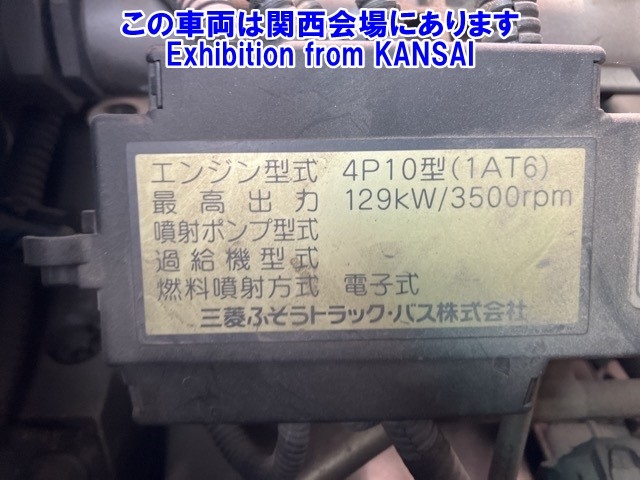 この車両は関西会場にあります
Exhibition from KANSAI
エンジン型式 4P10型(1AT6)
最高出力 129kW/3500rpm
噴射ポンプ型式
過給機型式
燃料噴射方式 電子式
三菱ふそうトラック・バス株式会社